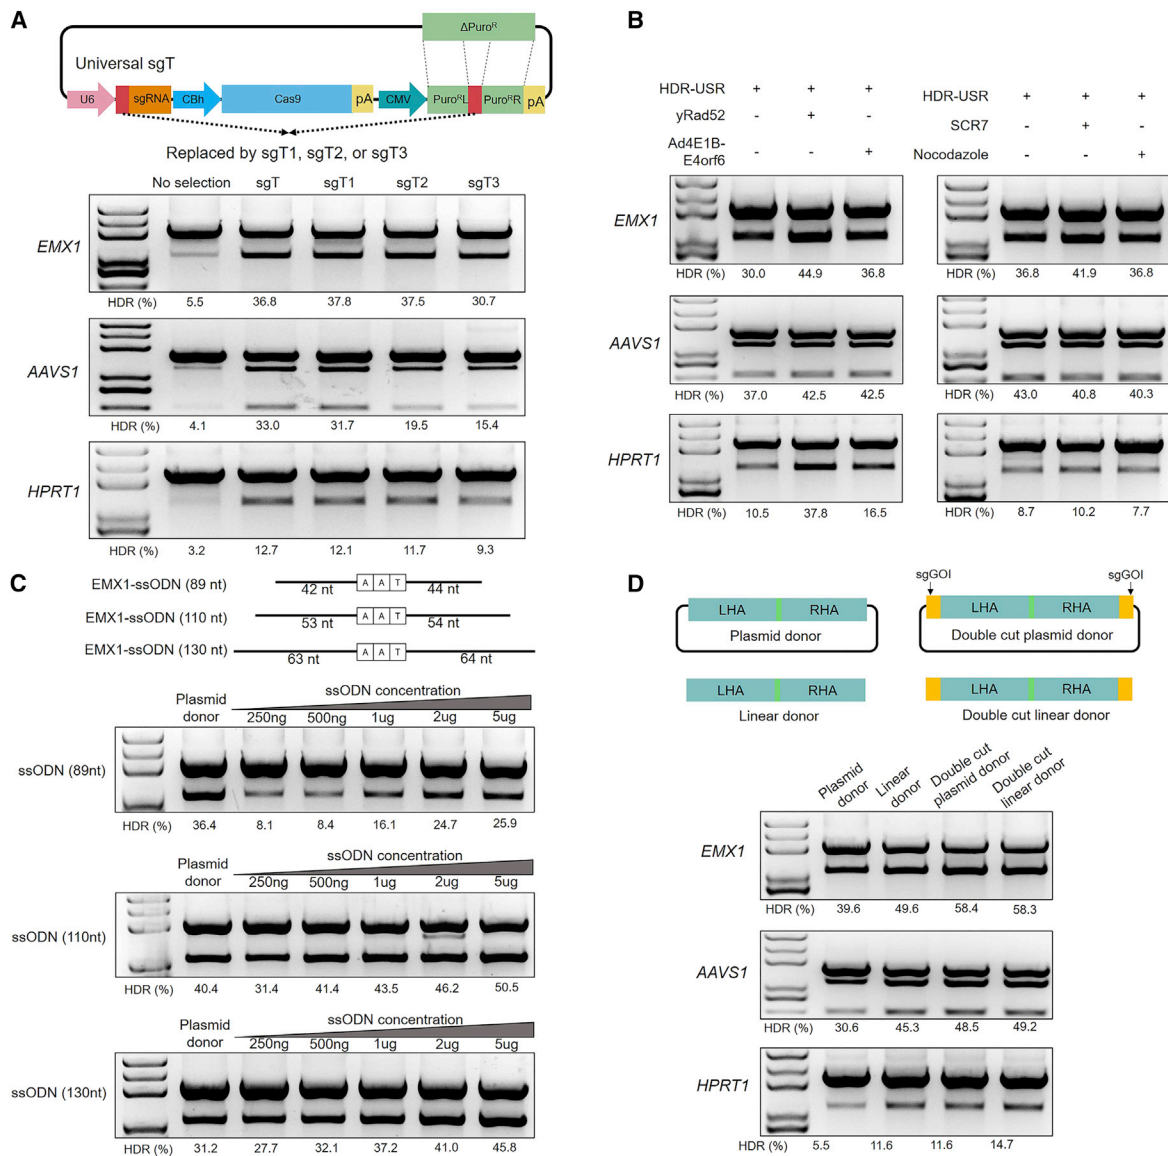 A
ΔPuroᴿ
Universal sgT
U6
sgRNA
CBh
Cas9
pA
CMV
PuroᴿL
PuroᴿR
pA
Replaced by sgT1, sgT2, or sgT3
No selection sgT sgT1 sgT2 sgT3
EMX1
HDR (%) 5.5 36.8 37.8 37.5 30.7
AAVS1
HDR (%) 4.1 33.0 31.7 19.5 15.4
HPRT1
HDR (%) 3.2 12.7 12.1 11.7 9.3
B
HDR-USR + + +
yRad52 - + -
Ad4E1B-
E4orf6 - - +
EMX1
HDR (%) 30.0 44.9 36.8
AAVS1
HDR (%) 37.0 42.5 42.5
HPRT1
HDR (%) 10.5 37.8 16.5
HDR-USR + + +
SCR7 - + -
Nocodazole - - +
HDR (%) 36.8 41.9 36.8
HDR (%) 43.0 40.8 40.3
HDR (%) 8.7 10.2 7.7
C
EMX1-ssODN (89 nt) 42 nt A A T 44 nt
EMX1-ssODN (110 nt) 53 nt A A T 54 nt
EMX1-ssODN (130 nt) 63 nt A A T 64 nt
ssODN concentration
Plasmid
donor 250ng 500ng 1ug 2ug 5ug
ssODN (89nt)
HDR (%) 36.4 8.1 8.4 16.1 24.7 25.9
ssODN concentration
Plasmid
donor 250ng 500ng 1ug 2ug 5ug
ssODN (110nt)
HDR (%) 40.4 31.4 41.4 43.5 46.2 50.5
ssODN concentration
Plasmid
donor 250ng 500ng 1ug 2ug 5ug
ssODN (130nt)
HDR (%) 31.2 27.7 32.1 37.2 41.0 45.8
D
LHA RHA
Plasmid donor
sgGOI sgGOI
LHA RHA
Double cut plasmid donor
LHA RHA
Linear donor
LHA RHA
Double cut linear donor
Plasmid
donor
Linear
donor
Double cut
plasmid donor
Double cut
linear donor
EMX1
HDR (%) 39.6 49.6 58.4 58.3
AAVS1
HDR (%) 30.6 45.3 48.5 49.2
HPRT1
HDR (%) 5.5 11.6 11.6 14.7